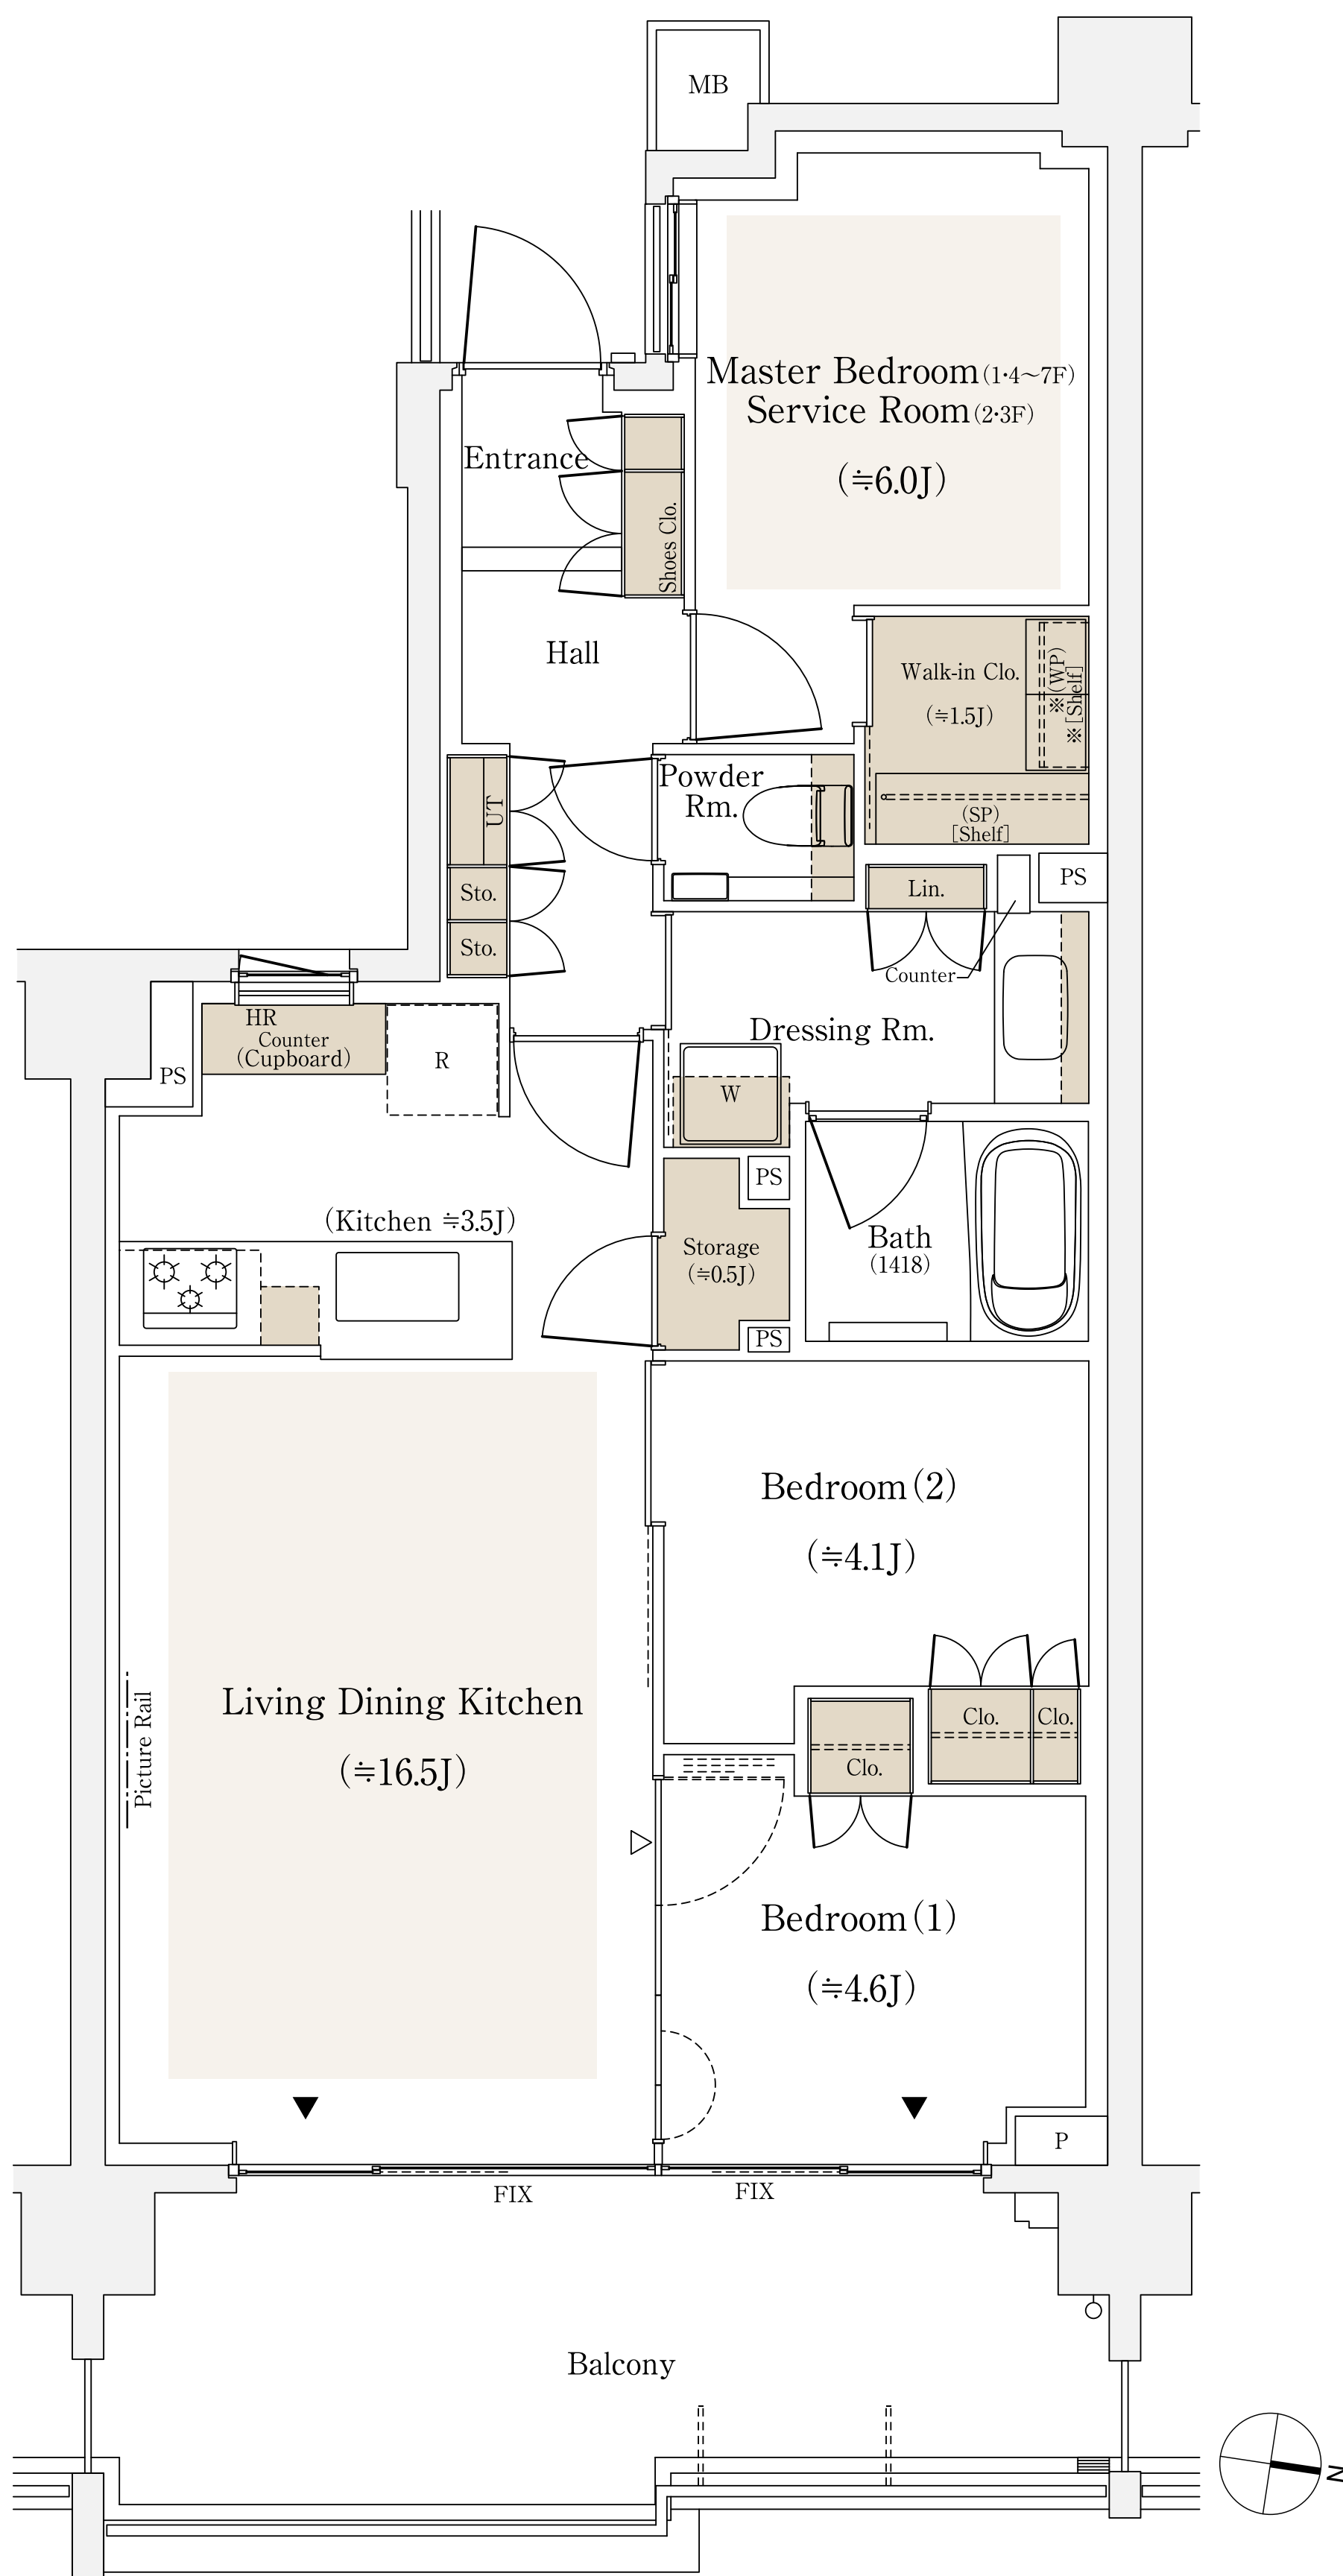 MB
Master Bedroom(1·4～7F)
Service Room(2·3F)
(≒6.0J)
Entrance
Shoes Clo.
Hall
Walk-in Clo.
(≒1.5J)
※(WP)
※[Shelf]
(SP)
[Shelf]
Powder
Rm.
UT
Sto.
Sto.
Lin.
PS
Counter
HR
Counter
(Cupboard)
R
PS
Dressing Rm.
W
PS
(Kitchen ≒3.5J)
Storage
(≒0.5J)
Bath
(1418)
PS
Bedroom(2)
(≒4.1J)
Living Dining Kitchen
(≒16.5J)
Picture Rail
Clo.
Clo.
Clo.
Bedroom(1)
(≒4.6J)
P
FIX
FIX
Balcony
N